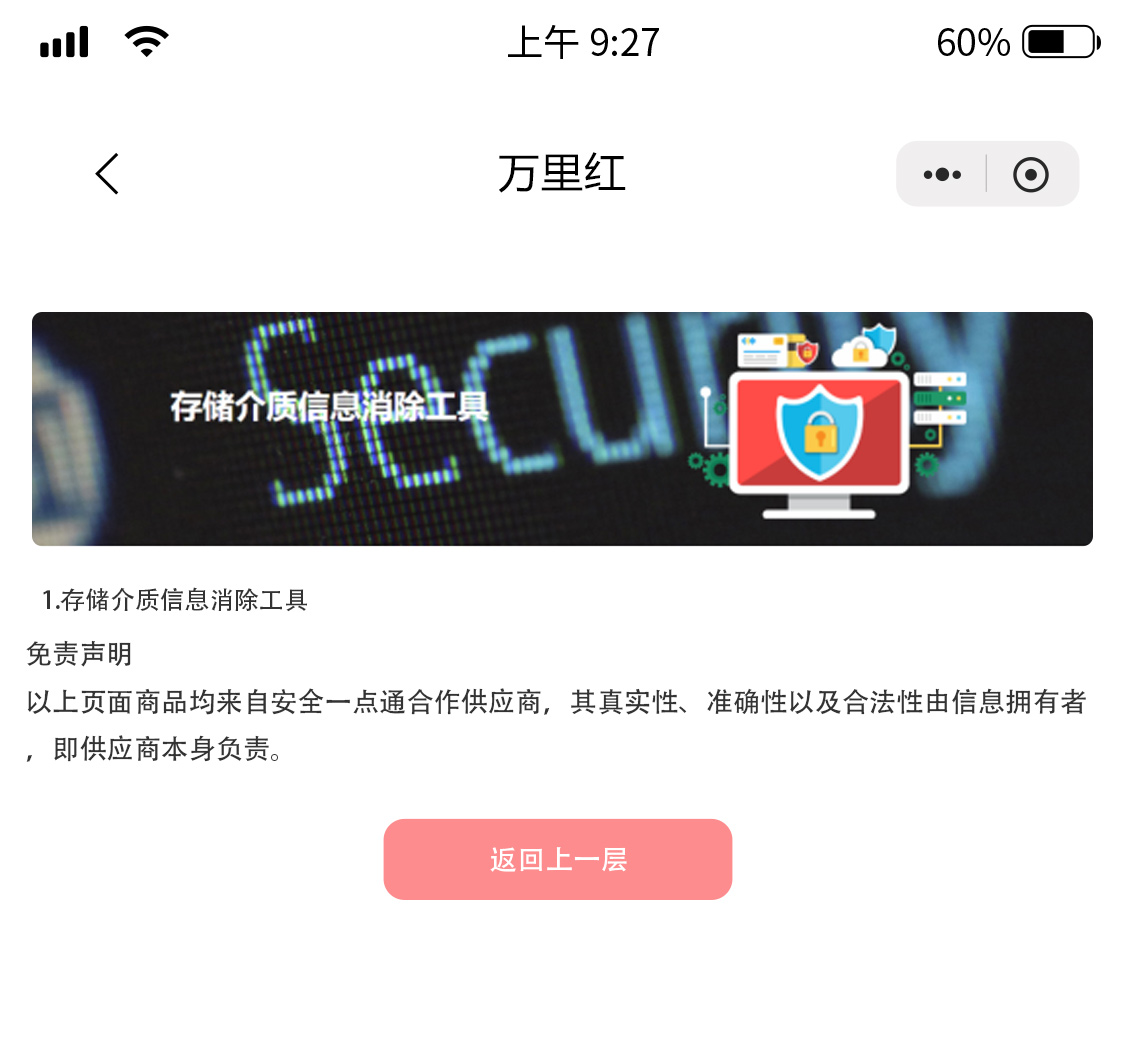 上午 9:27
60%
万里红
Security
存储介质信息消除工具
1.存储介质信息消除工具
免责声明
以上页面商品均来自安全一点通合作供应商，其真实性、准确性以及合法性由信息拥有者
，即供应商本身负责。
返回上一层